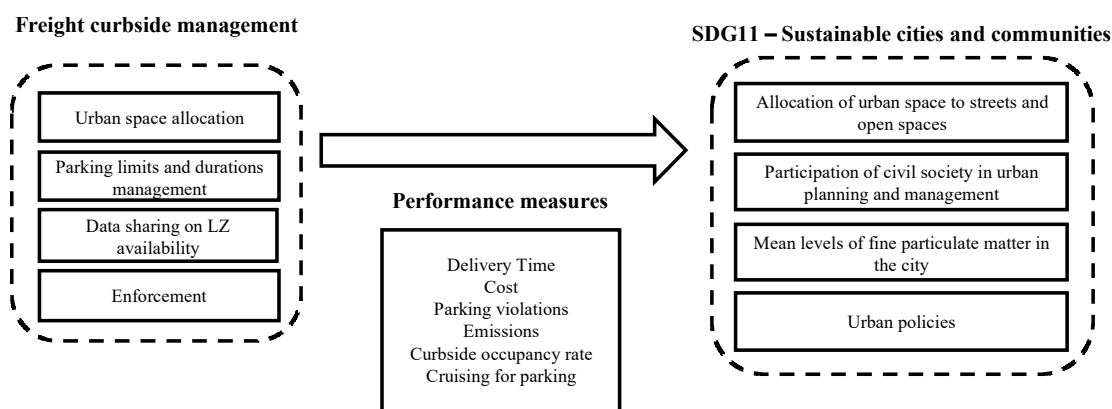 Freight curbside management
Urban space allocation
Parking limits and durations
management
Data sharing on LZ
availability
Enforcement
Performance measures
Delivery Time
Cost
Parking violations
Emissions
Curbside occupancy rate
Cruising for parking
SDG11 – Sustainable cities and communities
Allocation of urban space to streets and
open spaces
Participation of civil society in urban
planning and management
Mean levels of fine particulate matter in
the city
Urban policies